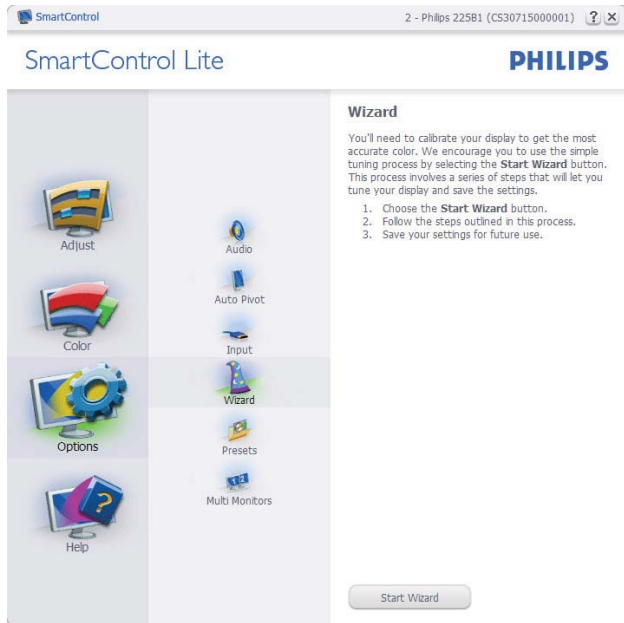 SmartControl
2 - Philips 225B1 (CS30715000001)
?
SmartControl Lite
PHILIPS
Adjust
Color
Options
?
Help
Audio
Auto Pivot
Input
Wizard
Presets
1 2
Multi Monitors
Wizard
You'll need to calibrate your display to get the most
accurate color. We encourage you to use the simple
tuning process by selecting the Start Wizard button.
This process involves a series of steps that will let you
tune your display and save the settings.
1. Choose the Start Wizard button.
2. Follow the steps outlined in this process.
3. Save your settings for future use.
Start Wizard